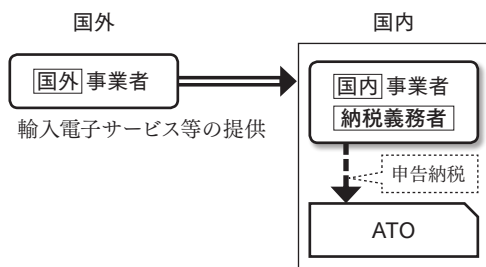 国外
国内
国外 事業者
国内 事業者
納税義務者
輸入電子サービス等の提供
申告納税
ATO